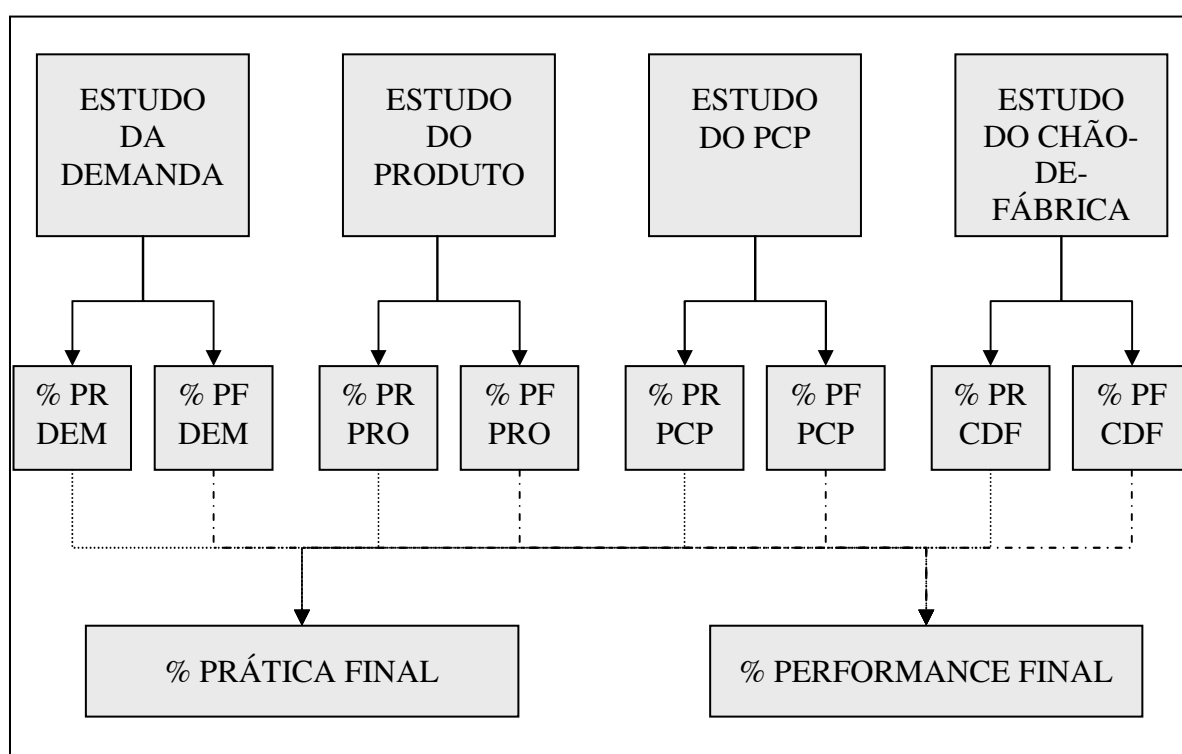 ESTUDO
DA
DEMANDA
ESTUDO
DO
PRODUTO
ESTUDO
DO PCP
ESTUDO
DO CHÃO-
DE-
FÁBRICA
% PR
DEM
% PF
DEM
% PR
PRO
% PF
PRO
% PR
PCP
% PF
PCP
% PR
CDF
% PF
CDF
% PRÁTICA FINAL
% PERFORMANCE FINAL